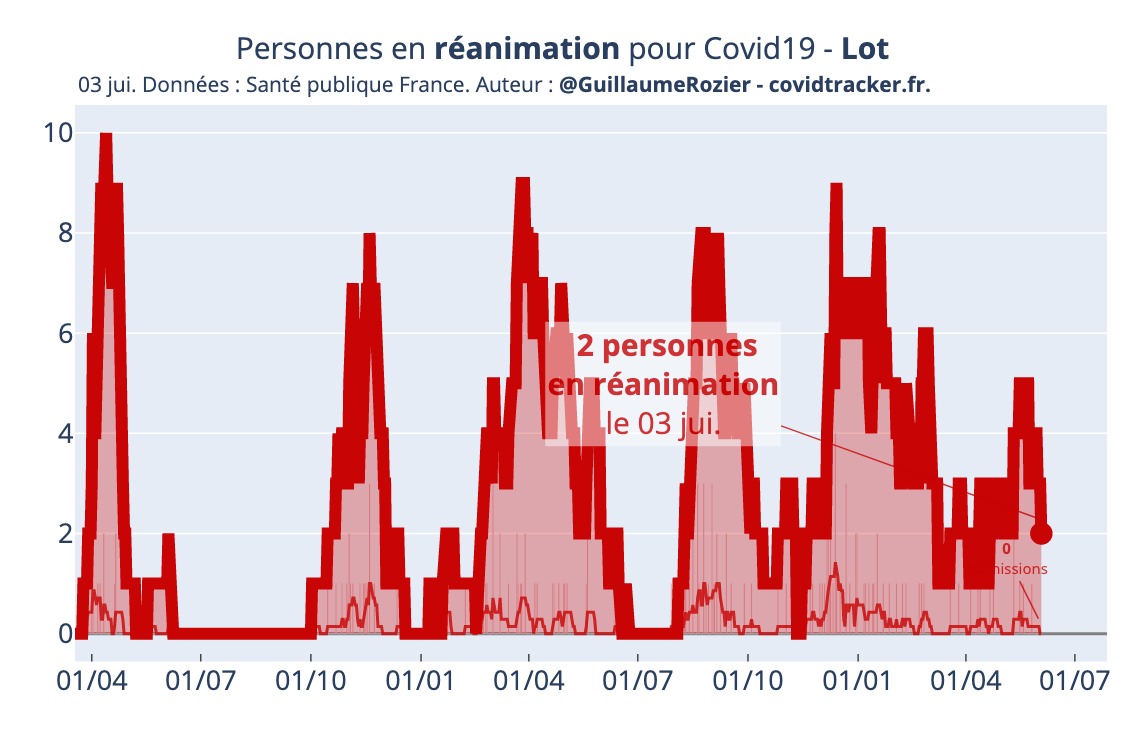 Personnes en réanimation pour Covid19 - Lot
03 jui. Données : Santé publique France. Auteur : @GuillaumeRozier - covidtracker.fr.
10
8
6
4
2
0
2 personnes
en réanimation
le 03 jui.
0
01/04 01/07 01/10 01/01 01/04 01/07 01/10 01/01 01/04 01/07